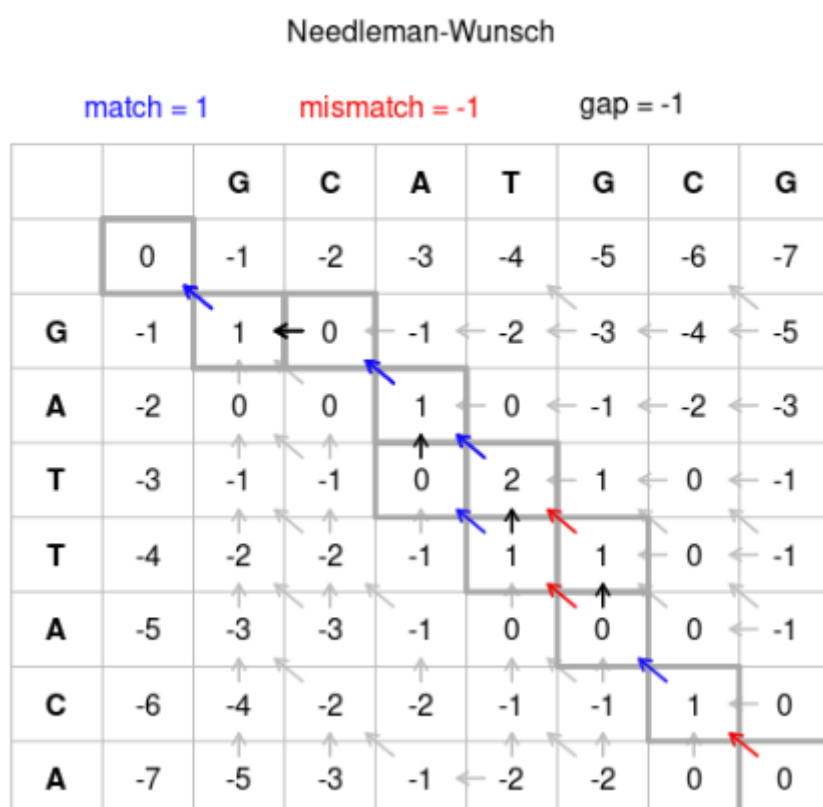 Needleman-Wunsch
match = 1 mismatch = -1 gap = -1
G C A T G C G
0 -1 -2 -3 -4 -5 -6 -7
G -1 1 0 -1 -2 -3 -4 -5
A -2 0 0 1 0 -1 -2 -3
T -3 -1 -1 0 2 1 0 -1
T -4 -2 -2 -1 1 1 0 -1
A -5 -3 -3 -1 0 0 0 -1
C -6 -4 -2 -2 -1 -1 1 0
A -7 -5 -3 -1 -2 -2 0 0